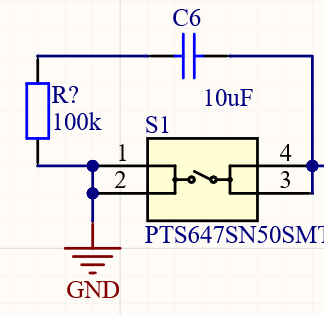 C6
10uF
R?
100k
S1
1
2
4
3
PTS647SN50SMT
GND